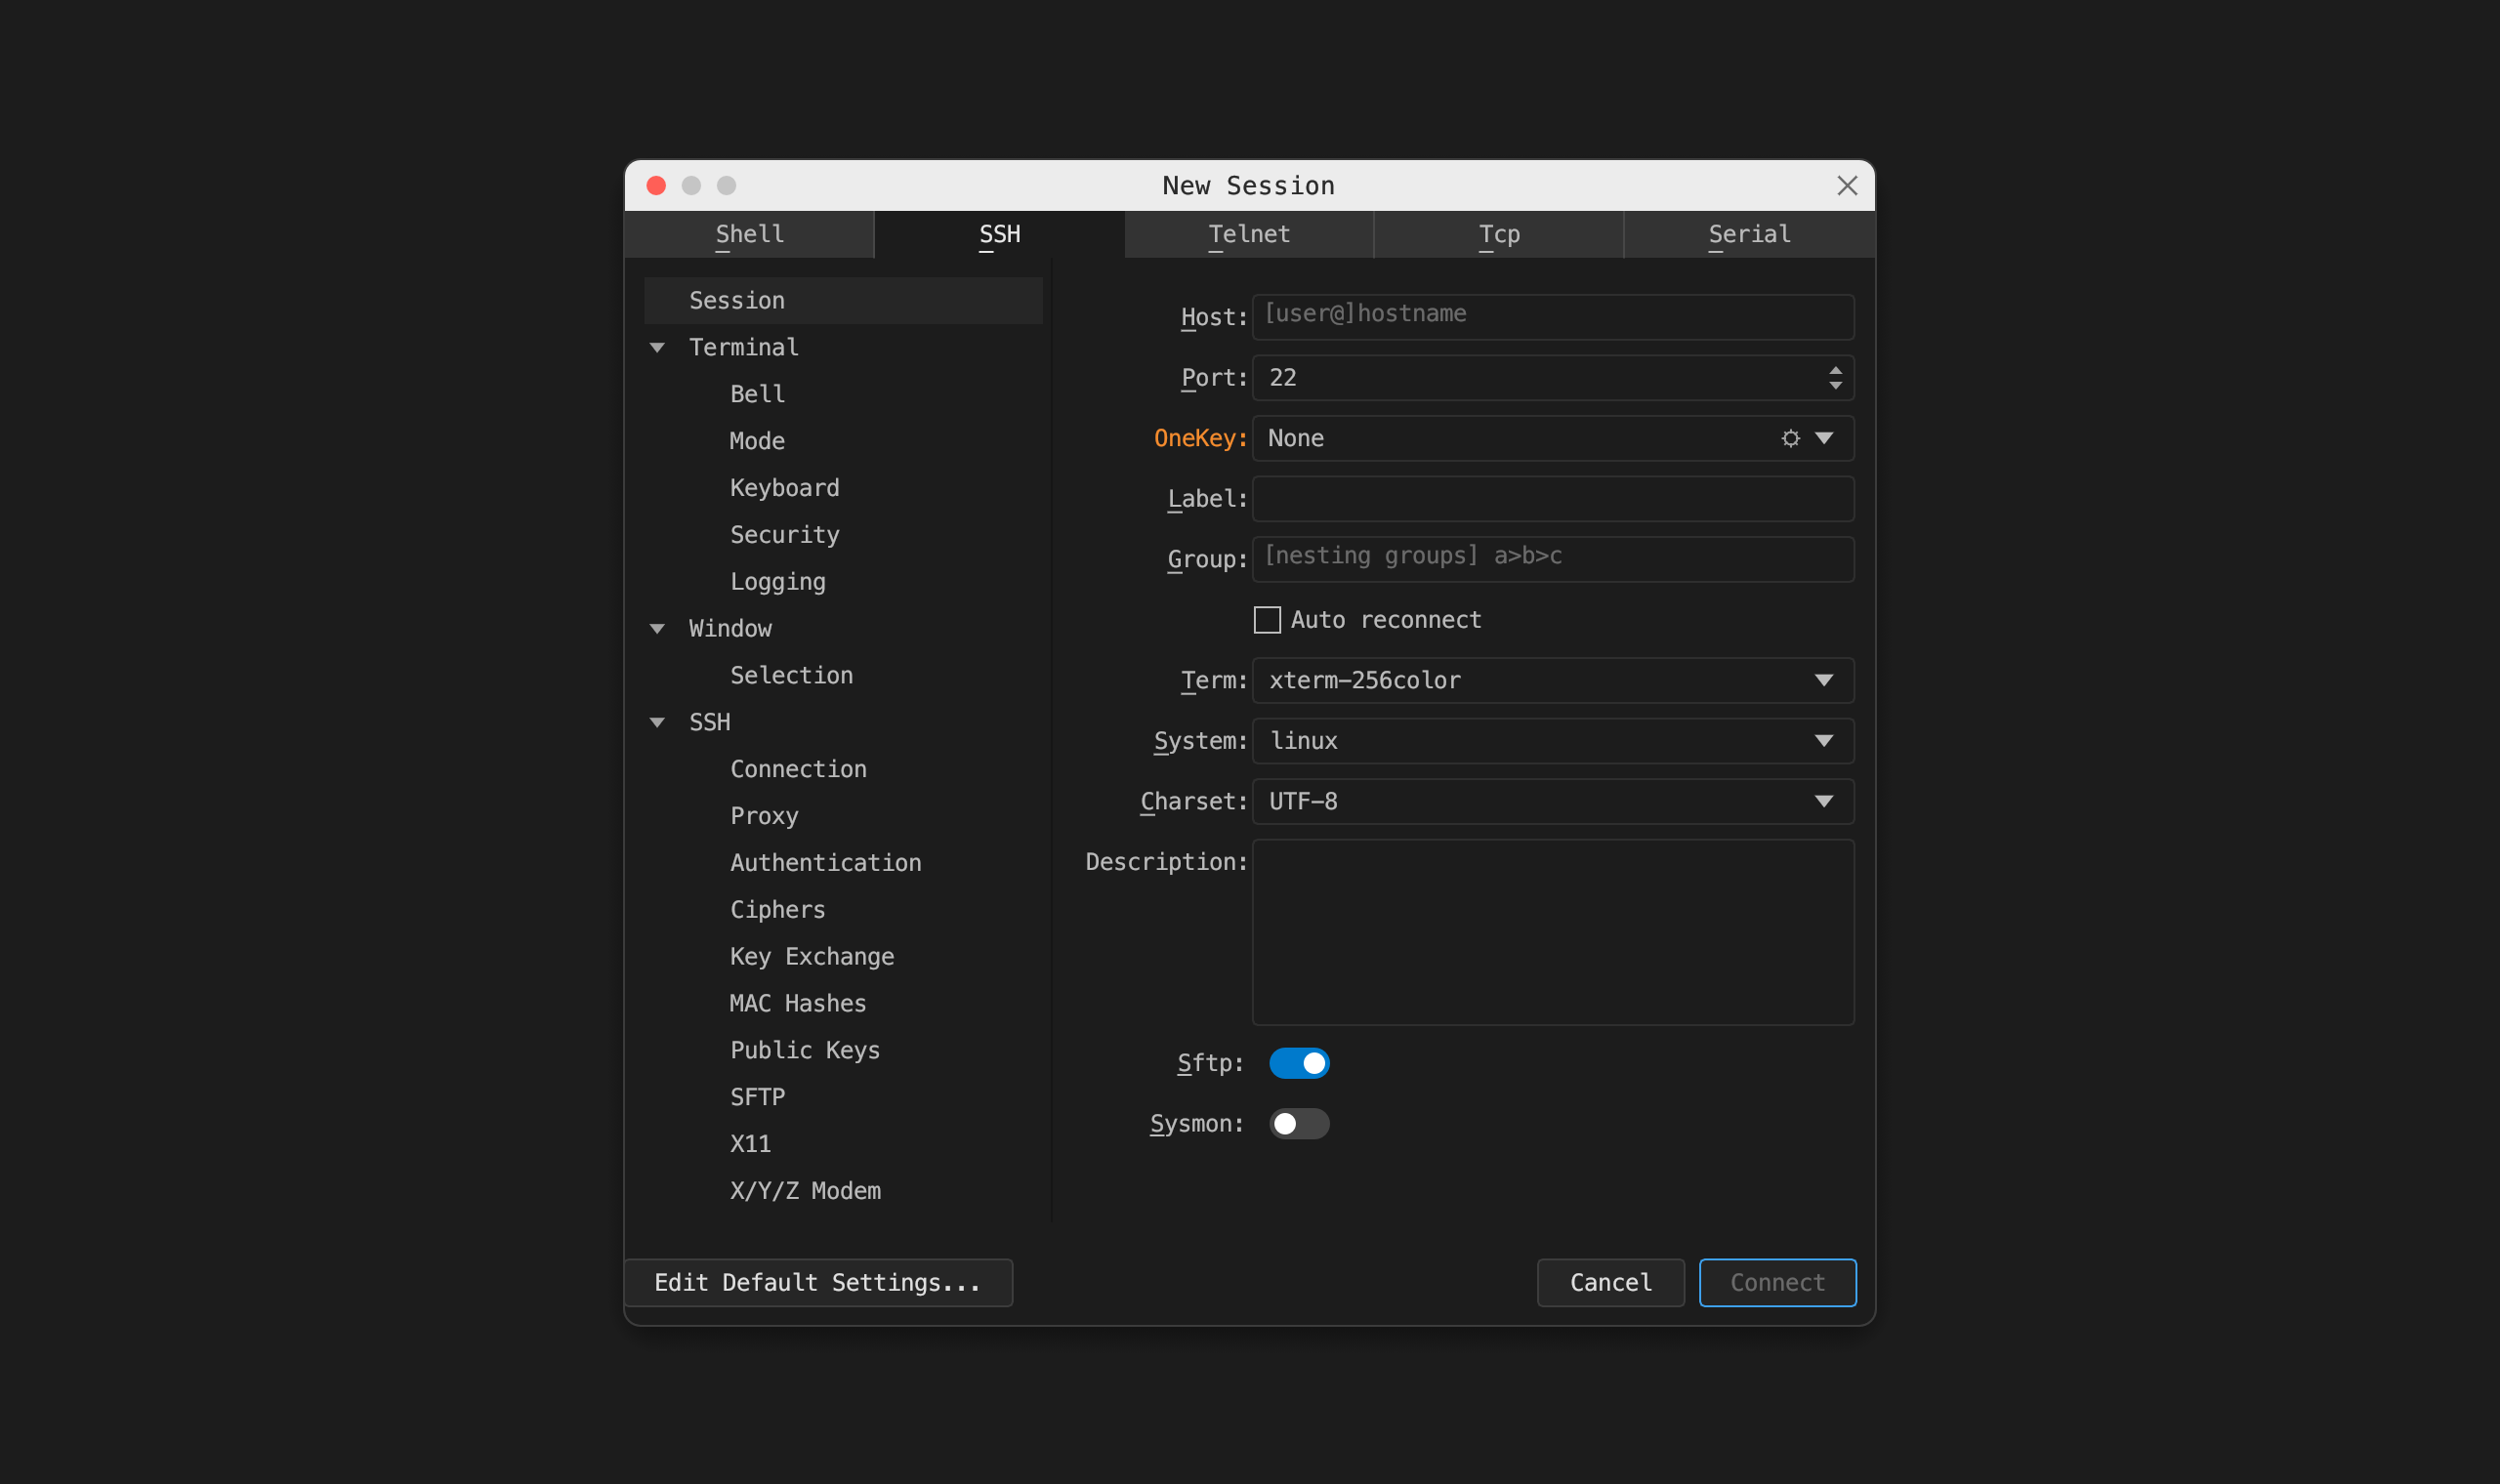 New Session
Shell
SSH
Telnet
Tcp
Serial
Session
Terminal
Bell
Mode
Keyboard
Security
Logging
Window
Selection
SSH
Connection
Proxy
Authentication
Ciphers
Key Exchange
MAC Hashes
Public Keys
SFTP
X11
X/Y/Z Modem
Host: [user@]hostname
Port: 22
OneKey: None
Label:
Group: [nesting groups] a>b>c
Auto reconnect
Term: xterm-256color
System: linux
Charset: UTF-8
Description:
Sftp:
Sysmon:
Edit Default Settings...
Cancel
Connect